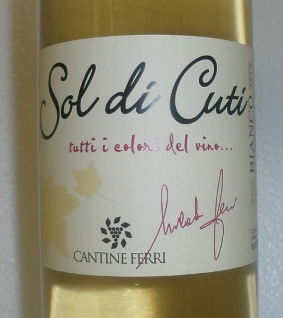 Sol di Cuti
tutti i colori del vino...
BIANCO
CANTINE FERRI